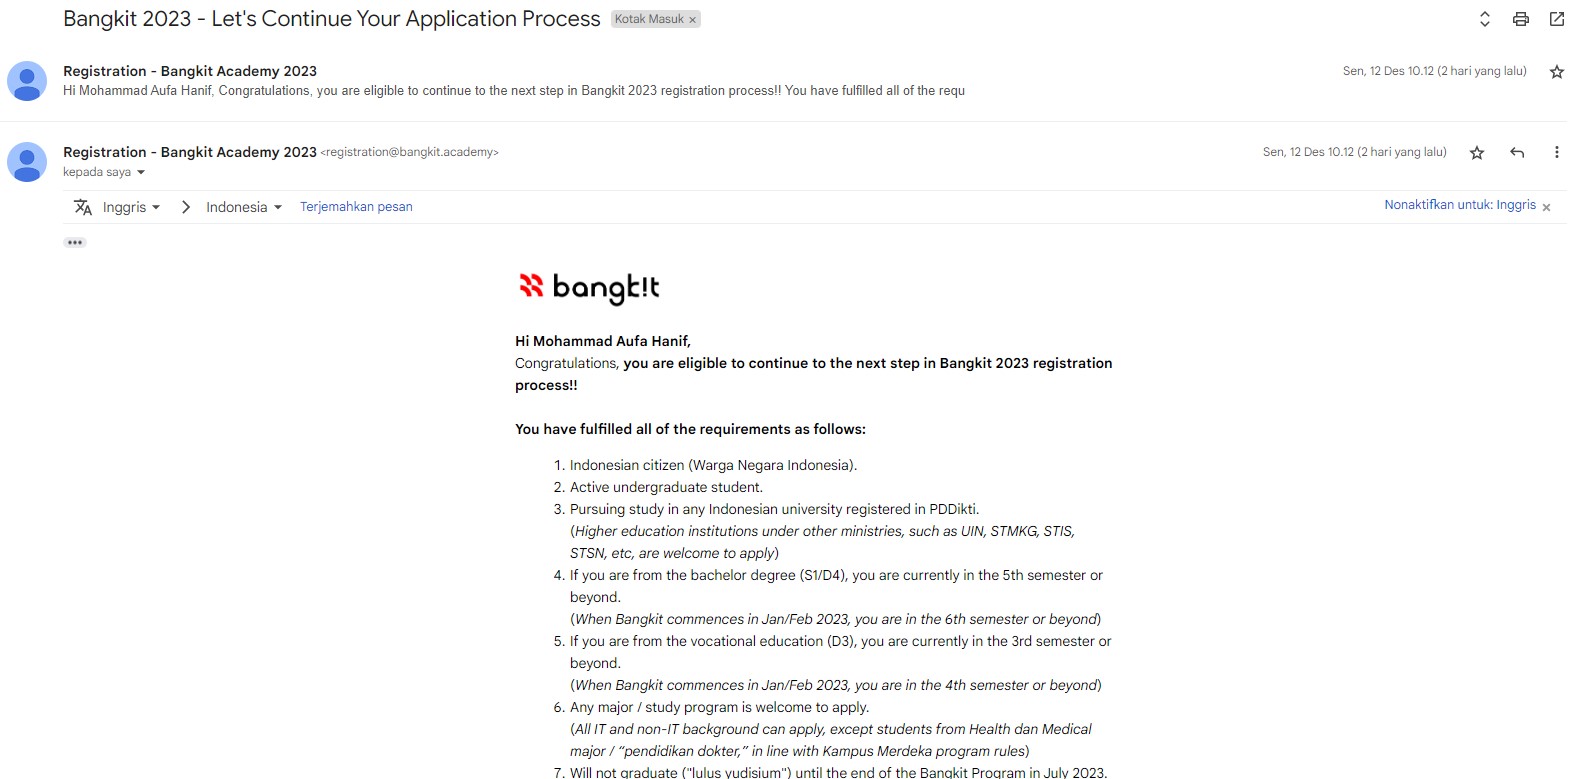 Bangkit 2023 - Let's Continue Your Application Process Kotak Masuk ×
Registration - Bangkit Academy 2023 Sen, 12 Des 10.12 (2 hari yang lalu)
Hi Mohammad Aufa Hanif, Congratulations, you are eligible to continue to the next step in Bangkit 2023 registration process!! You have fulfilled all of the requ
Registration - Bangkit Academy 2023 <registration@bangkit.academy> Sen, 12 Des 10.12 (2 hari yang lalu)
kepada saya
Inggris Indonesia Terjemahkan pesan Nonaktifkan untuk: Inggris ×
bangk!t
Hi Mohammad Aufa Hanif,
Congratulations, you are eligible to continue to the next step in Bangkit 2023 registration
process!!
You have fulfilled all of the requirements as follows:
1. Indonesian citizen (Warga Negara Indonesia).
2. Active undergraduate student.
3. Pursuing study in any Indonesian university registered in PDDikti.
(Higher education institutions under other ministries, such as UIN, STMKG, STIS,
STSN, etc, are welcome to apply)
4. If you are from the bachelor degree (S1/D4), you are currently in the 5th semester or
beyond.
(When Bangkit commences in Jan/Feb 2023, you are in the 6th semester or beyond)
5. If you are from the vocational education (D3), you are currently in the 3rd semester or
beyond.
(When Bangkit commences in Jan/Feb 2023, you are in the 4th semester or beyond)
6. Any major / study program is welcome to apply.
(All IT and non-IT background can apply, except students from Health dan Medical
major / “pendidikan dokter,” in line with Kampus Merdeka program rules)
7. Will not graduate ("lulus yudisium") until the end of the Bangkit Program in July 2023.